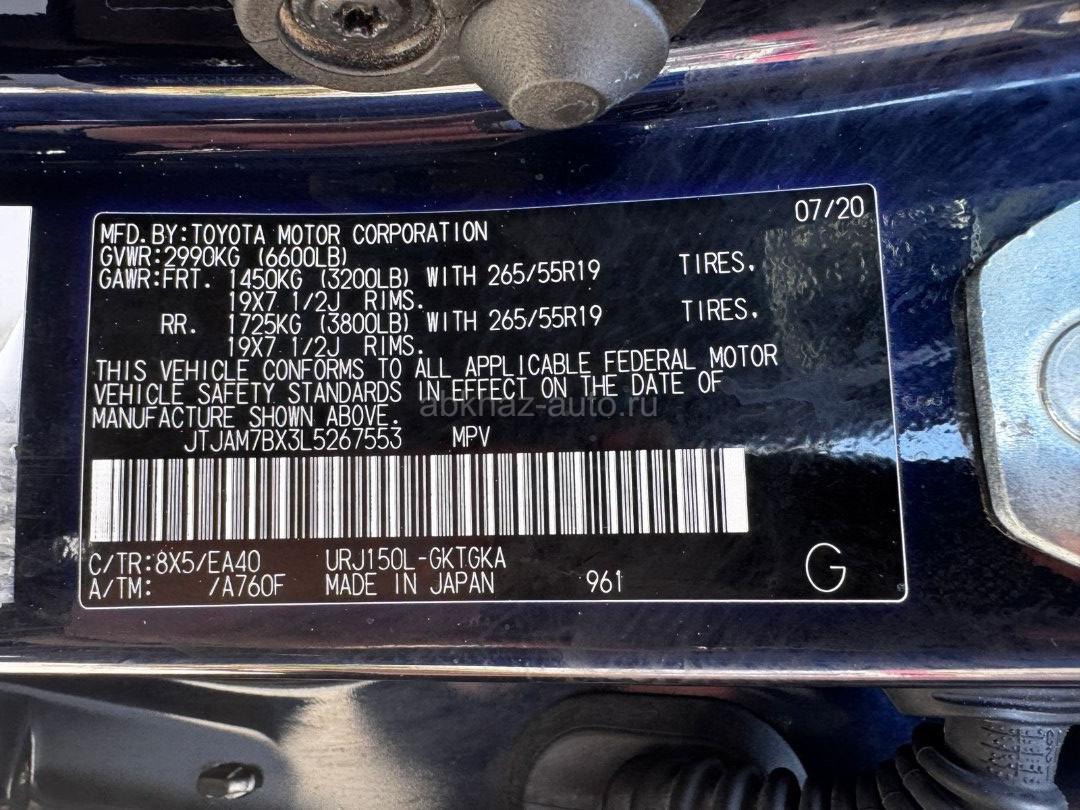 07/20
MFD.BY:TOYOTA MOTOR CORPORATION
GVWR:2990KG (6600LB)
GAWR:FRT. 1450KG (3200LB) WITH 265/55R19 TIRES,
19X7 1/2J RIMS.
RR. 1725KG (3800LB) WITH 265/55R19 TIRES,
19X7 1/2J RIMS.
THIS VEHICLE CONFORMS TO ALL APPLICABLE FEDERAL MOTOR
VEHICLE SAFETY STANDARDS IN EFFECT ON THE DATE OF
MANUFACTURE SHOWN ABOVE.
abkhaz-auto.ru
JTJAM7BX3L5267553 MPV
C/TR:8X5/EA40 URJ150L-GKTGKA
A/TM: /A760F MADE IN JAPAN 961 G